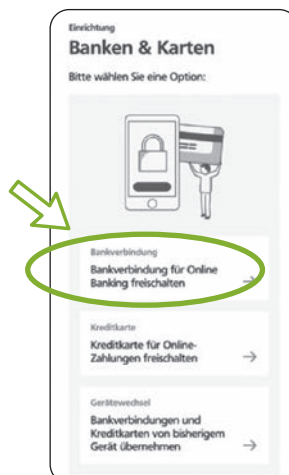 Einrichtung
Banken & Karten
Bitte wählen Sie eine Option:
Bankverbindung
Bankverbindung für Online
Banking freischalten
Kreditkarte
Kreditkarte für Online-
Zahlungen freischalten
Gerätewechsel
Bankverbindungen und
Kreditkarten von bisherigem
Gerät übernehmen